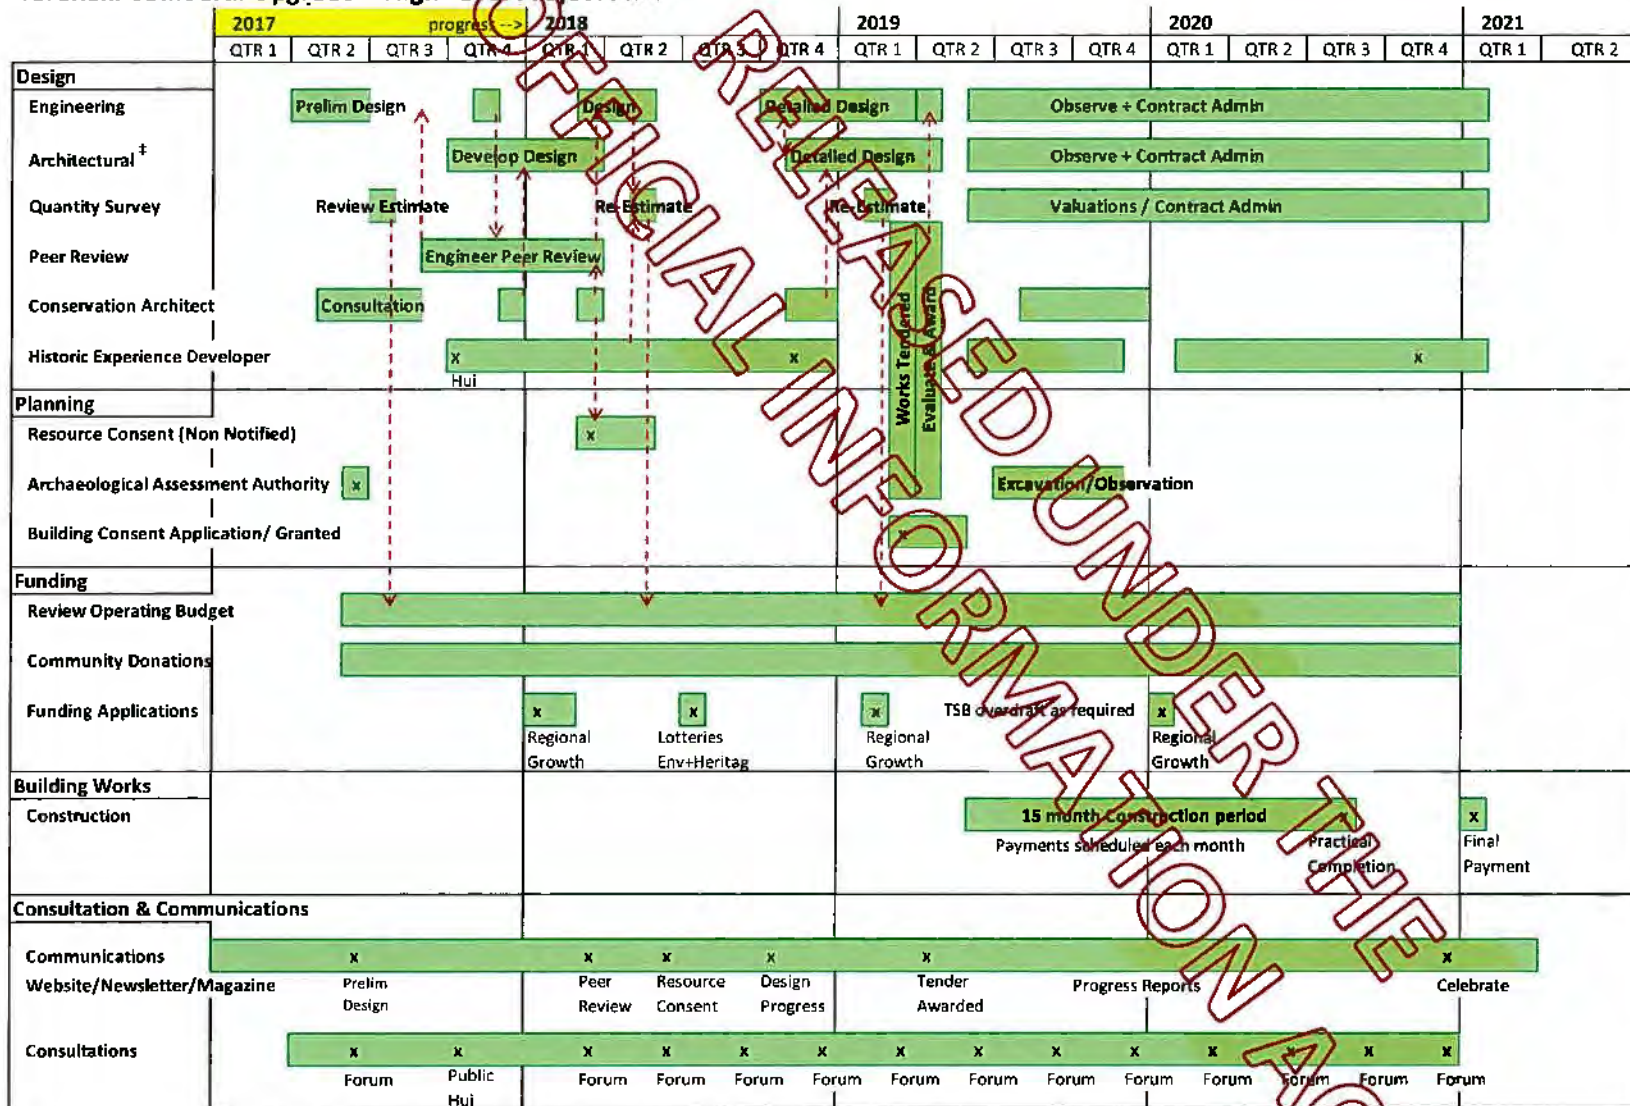 2017 progress --> 2018 2019 2020 2021
QTR 1 QTR 2 QTR 3 QTR 4 QTR 1 QTR 2 QTR 3 QTR 4 QTR 1 QTR 2 QTR 3 QTR 4 QTR 1 QTR 2 QTR 3 QTR 4 QTR 1 QTR 2
Design
Engineering Prelim Design Design Detailed Design Observe + Contract Admin
Architectural ‡ Develop Design Detailed Design Observe + Contract Admin
Quantity Survey Review Estimate Re-Estimate Re-Estimate Valuations / Contract Admin
Peer Review Engineer Peer Review
Conservation Architect Consultation
Works Tendered
Evaluate & Award
Historic Experience Developer x x x
Hui
Planning
Resource Consent (Non Notified) x
Archaeological Assessment Authority x Excavation/Observation
Building Consent Application/ Granted x
Funding
Review Operating Budget
Community Donations
Funding Applications x x x TSB overdraft as required x
Regional Lotteries Regional Regional
Growth Env+Heritag Growth Growth
Building Works
Construction 15 month Construction period x x
Payments scheduled each month Practical Final
Completion Payment
Consultation & Communications
Communications x x x x x x
Website/Newsletter/Magazine Prelim Peer Resource Design Tender Progress Reports Celebrate
Design Review Consent Progress Awarded
Consultations x x x x x x x x x x x x x x
Forum Public Forum Forum Forum Forum Forum Forum Forum Forum Forum Forum Forum Forum
Hui
RELEASED UNDER THE
OFFICIAL INFORMATION